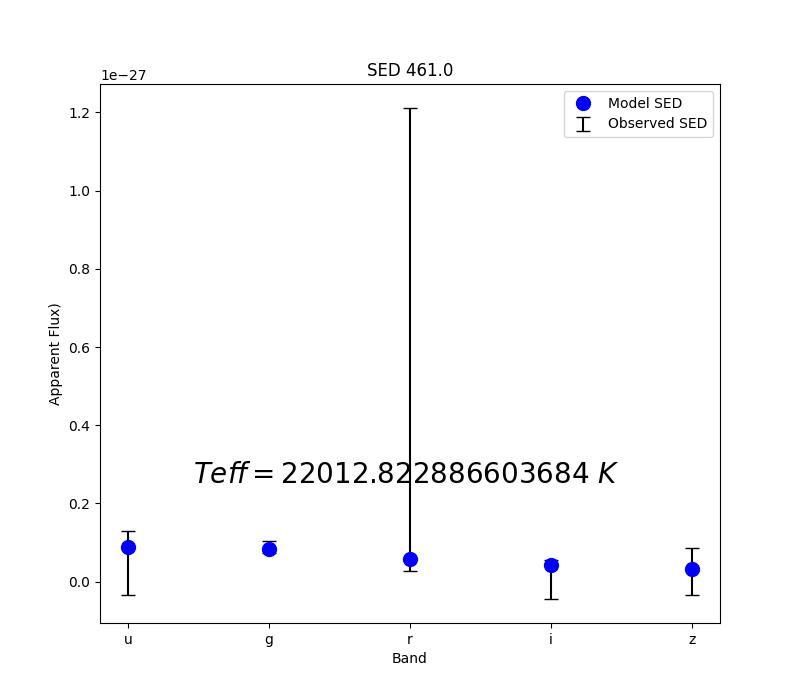 SED 461.0
1e−27
Model SED
Observed SED
1.2
1.0
0.8
0.6
0.4
0.2
0.0
Apparent Flux)
Teff = 22012.822886603684 K
u g r i z
Band